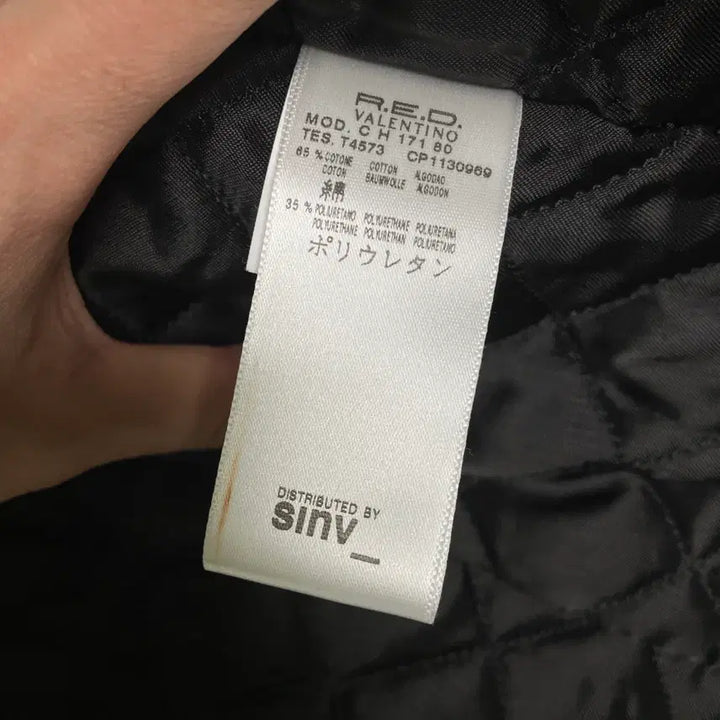 R.E.D.
VALENTINO
MOD. C H 171 80
TES. T4573 CP1130969
65 % COTONE COTTON ALGODAO
COTON BAUMWOLLE ALGODON
綿
35 % POLIURETANO POLYURETHANE POLIURETANA
POLYURETHANE POLYURETHAN POLIURETANO
ポリウレタン
DISTRIBUTED BY
sinv_